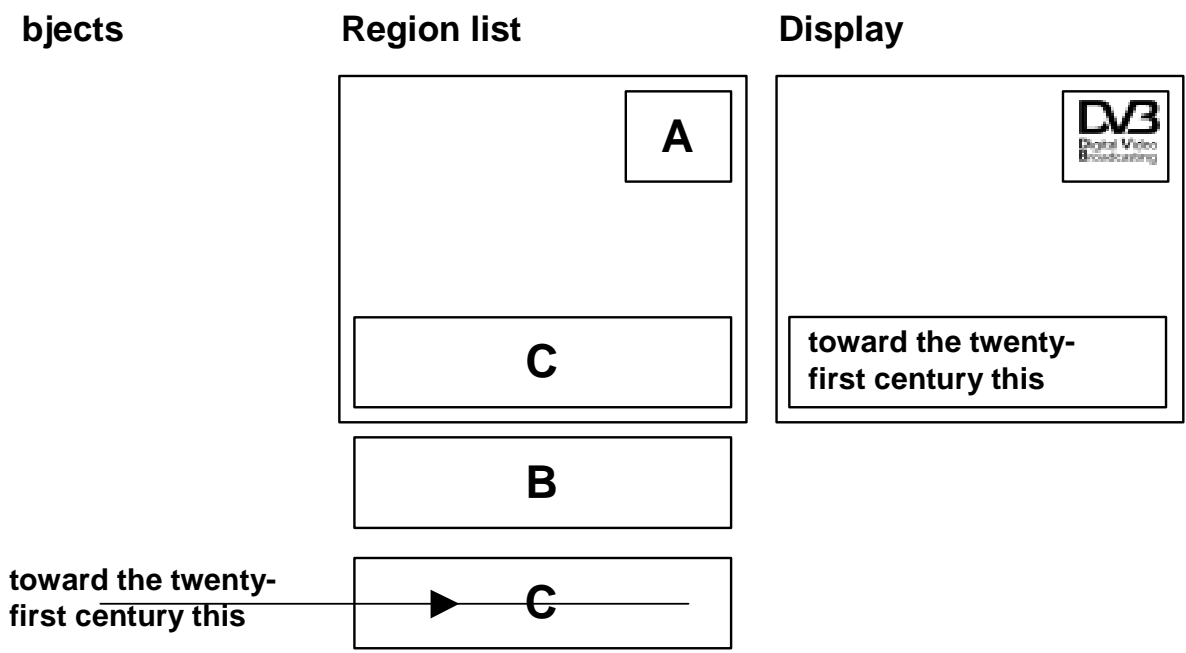 bjects
Region list
Display
A
DVB
Digital Video
Broadcasting
C
toward the twenty-
first century this
B
toward the twenty-
first century this
C